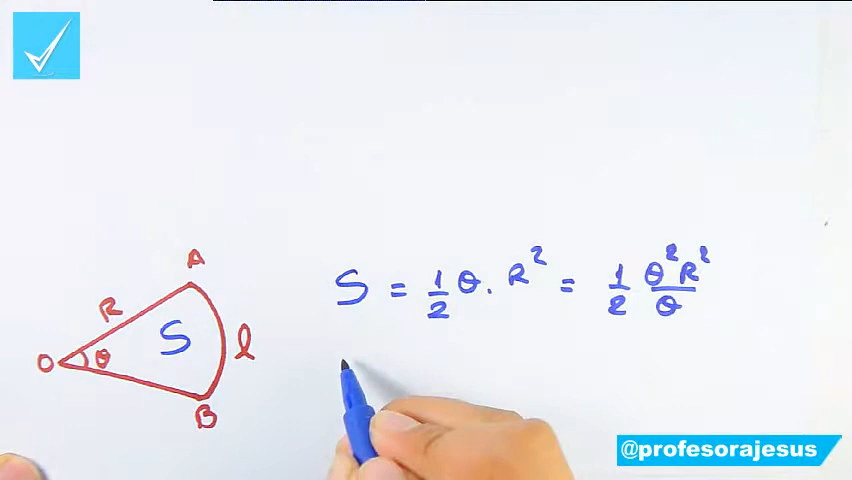 A
R
S
O θ
l
B
S = 1/2 θ . R² = 1/2 θ²R²/θ
@profesorajesus